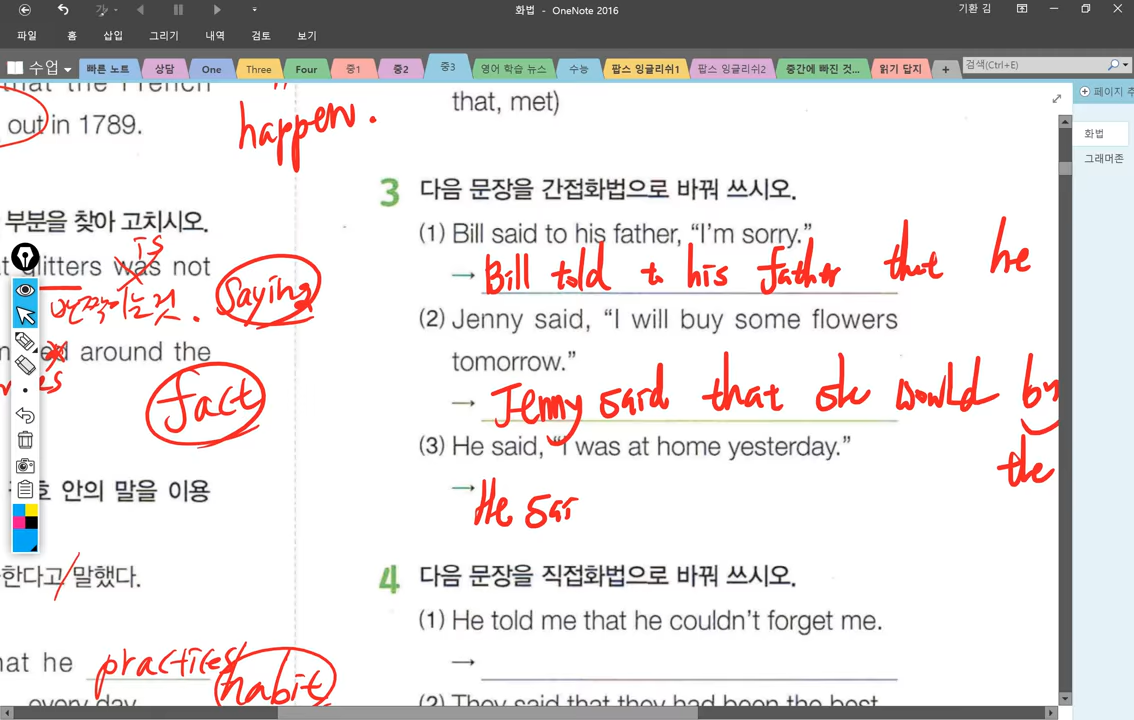 화법 - OneNote 2016
기환 김
파일 홈 삽입 그리기 내역 검토 보기
수업 빠른 노트 상담 One Three Four 중1 중2 중3 영어 학습 뉴스 수능 팝스 잉글리쉬1 팝스 잉글리쉬2 중간에 빠진 것... 읽기 답지 + 검색(Ctrl+E)
페이지 추
화법
그래머존
that the French
out in 1789.
happen.
부분을 찾아 고치시오.
is
glitters was not
saying
반짝이는 것.
around the
fact
안의 말을 이용
한다고 / 말했다.
at he practices
habit
every day.
that, met)
3 다음 문장을 간접화법으로 바꿔 쓰시오.
(1) Bill said to his father, “I’m sorry.”
→ Bill told to his father that he
(2) Jenny said, “I will buy some flowers
tomorrow.”
→ Jenny said that she would by
the
(3) He said, “I was at home yesterday.”
→ He sai
4 다음 문장을 직접화법으로 바꿔 쓰시오.
(1) He told me that he couldn’t forget me.
→
(2) They said that they had been the best